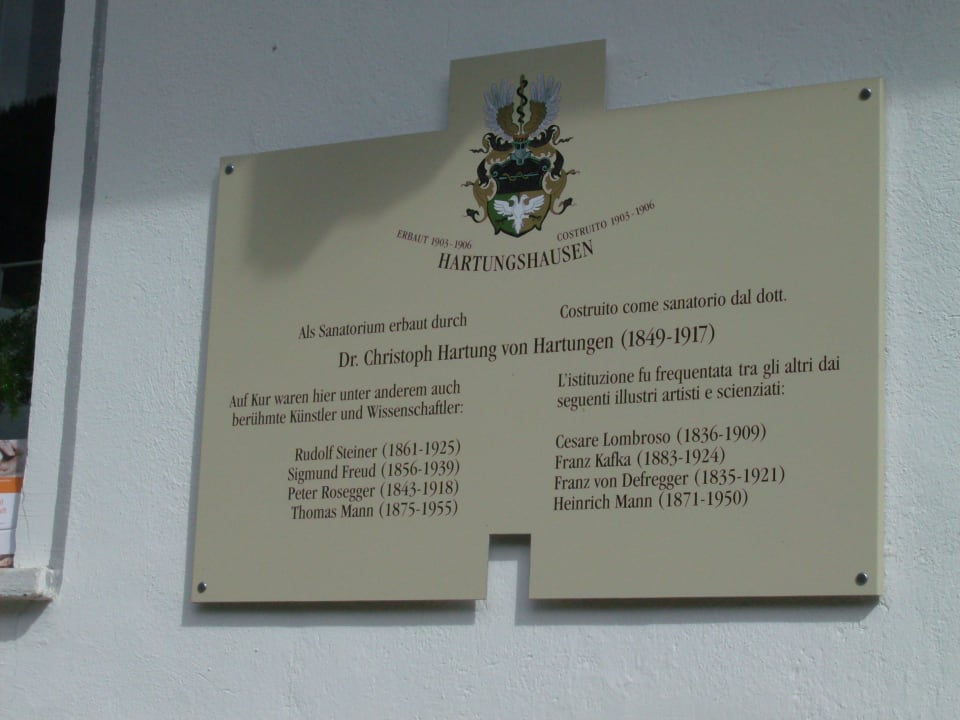 ERBAUT 1903-1906
COSTRUITO 1903-1906
HARTUNGSHAUSEN
Als Sanatorium erbaut durch
Costruito come sanatorio dal dott.
Dr. Christoph Hartung von Hartungen (1849-1917)
Auf Kur waren hier unter anderem auch
berühmte Künstler und Wissenschaftler:
Rudolf Steiner (1861-1925)
Sigmund Freud (1856-1939)
Peter Rosegger (1843-1918)
Thomas Mann (1875-1955)
L'istituzione fu frequentata tra gli altri dai
seguenti illustri artisti e scienziati:
Cesare Lombroso (1836-1909)
Franz Kafka (1883-1924)
Franz von Defregger (1835-1921)
Heinrich Mann (1871-1950)